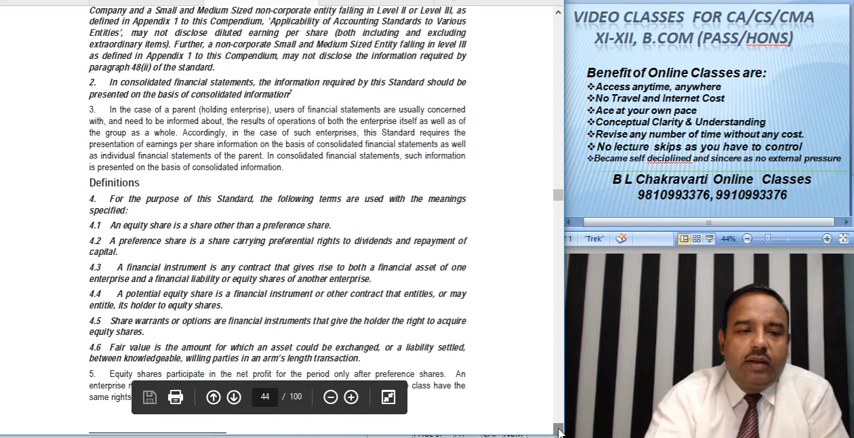 Company and a Small and Medium Sized non-corporate entity falling in Level II or Level III, as
defined in Appendix 1 to this Compendium, 'Applicability of Accounting Standards to Various
Entities', may not disclose diluted earning per share (both including and excluding
extraordinary items). Further, a non-corporate Small and Medium Sized Entity falling in level III
as defined in Appendix 1 to this Compendium, may not disclose the information required by
paragraph 48(ii) of the standard.
2. In consolidated financial statements, the information required by this Standard should be
presented on the basis of consolidated information²
3. In the case of a parent (holding enterprise), users of financial statements are usually concerned
with, and need to be informed about, the results of operations of both the enterprise itself as well as of
the group as a whole. Accordingly, in the case of such enterprises, this Standard requires the
presentation of earnings per share information on the basis of consolidated financial statements as well
as individual financial statements of the parent. In consolidated financial statements, such information
is presented on the basis of consolidated information.
Definitions
4. For the purpose of this Standard, the following terms are used with the meanings
specified:
4.1 An equity share is a share other than a preference share.
4.2 A preference share is a share carrying preferential rights to dividends and repayment of
capital.
4.3 A financial instrument is any contract that gives rise to both a financial asset of one
enterprise and a financial liability or equity shares of another enterprise.
4.4 A potential equity share is a financial instrument or other contract that entitles, or may
entitle, its holder to equity shares.
4.5 Share warrants or options are financial instruments that give the holder the right to acquire
equity shares.
4.6 Fair value is the amount for which an asset could be exchanged, or a liability settled,
between knowledgeable, willing parties in an arm's length transaction.
5. Equity shares participate in the net profit for the period only after preference shares. An
enterprise class have the
same rights
44 / 100
VIDEO CLASSES FOR CA/CS/CMA
XI-XII, B.COM (PASS/HONS)
Benefit of Online Classes are:
❖Access anytime, anywhere
❖No Travel and Internet Cost
❖Ace at your own pace
❖Conceptual Clarity & Understanding
❖Revise any number of time without any cost.
❖No lecture skips as you have to control
❖Became self deciplined and sincere as no external pressure
B L Chakravarti Online Classes
9810993376, 9910993376
1 "Trek" 44%